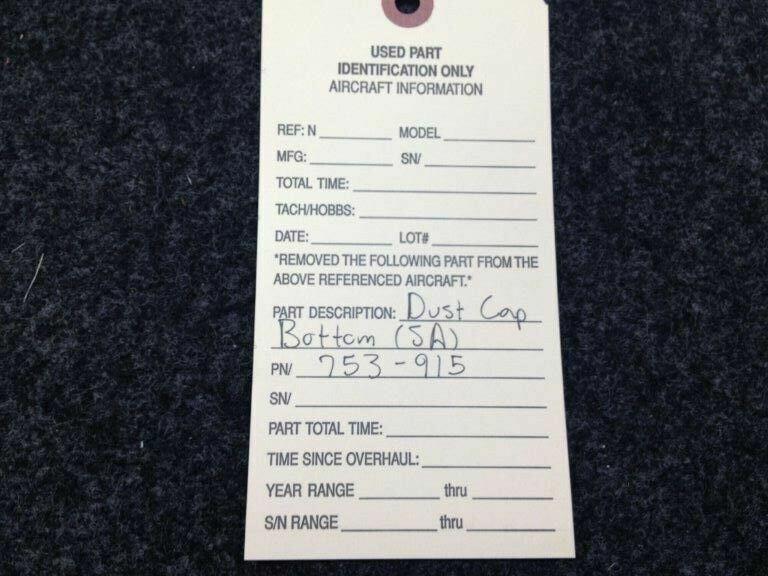 USED PART
IDENTIFICATION ONLY
AIRCRAFT INFORMATION
REF: N MODEL
MFG: SN/
TOTAL TIME:
TACH/HOBBS:
DATE: LOT#
*REMOVED THE FOLLOWING PART FROM THE
ABOVE REFERENCED AIRCRAFT.*
PART DESCRIPTION: Dust Cap
Bottom (SA)
PN/ 753-915
SN/
PART TOTAL TIME:
TIME SINCE OVERHAUL:
YEAR RANGE thru
S/N RANGE thru